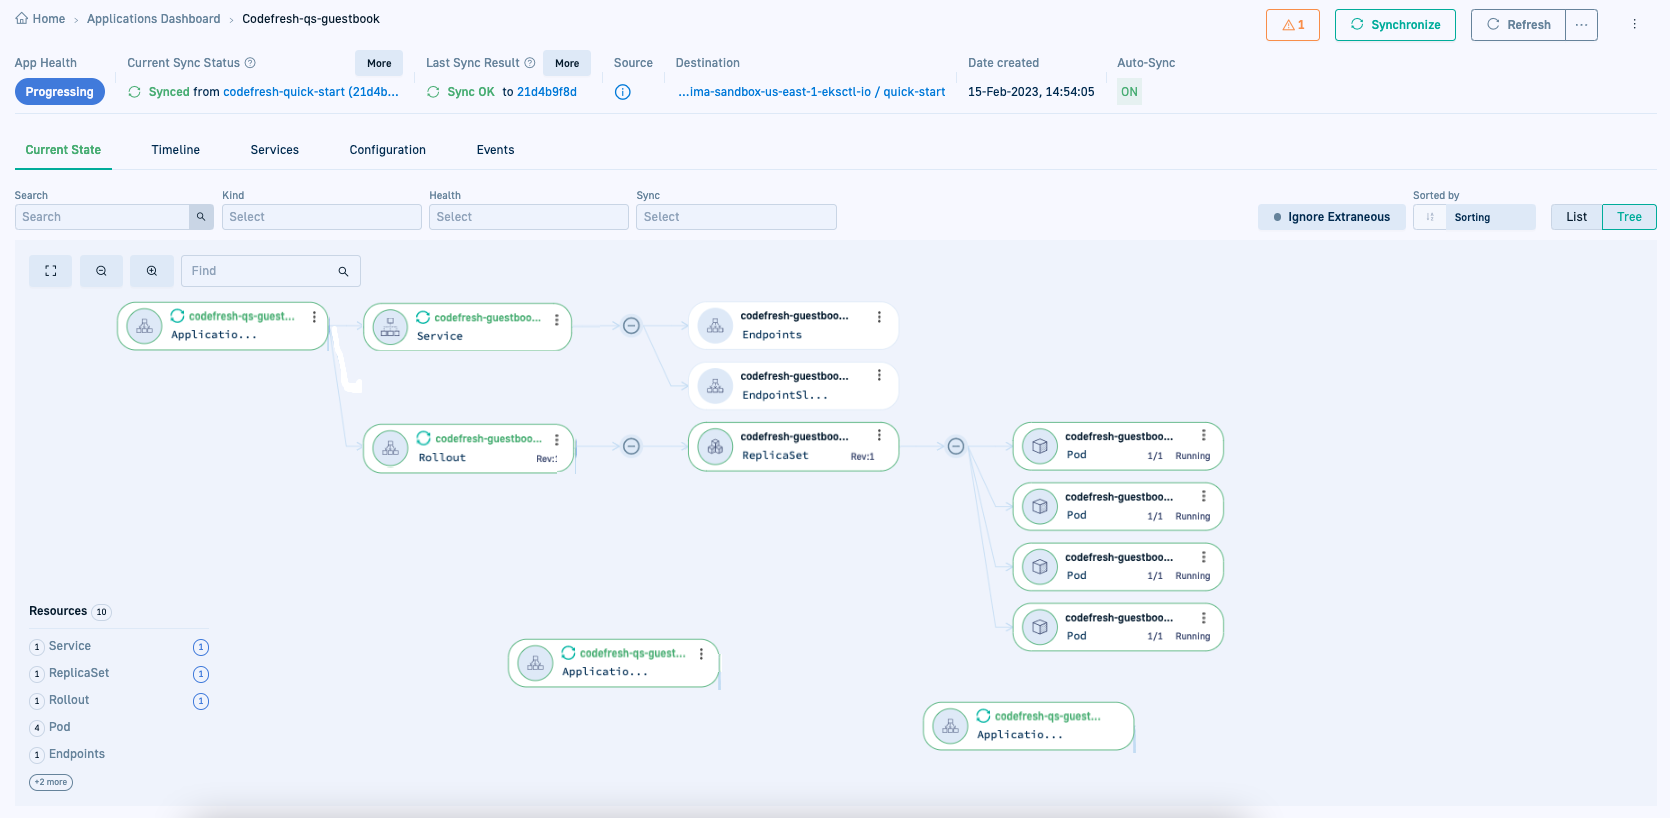 Home › Applications Dashboard › Codefresh-qs-guestbook
1
Synchronize
Refresh
App Health
Progressing
Current Sync Status
More
Synced from codefresh-quick-start (21d4b...
Last Sync Result
More
Sync OK to 21d4b9f8d
Source
Destination
...ima-sandbox-us-east-1-eksctl-io / quick-start
Date created
15-Feb-2023, 14:54:05
Auto-Sync
ON
Current State
Timeline
Services
Configuration
Events
Search
Search
Kind
Select
Health
Select
Sync
Select
Ignore Extraneous
Sorted by
Sorting
List
Tree
Find
codefresh-qs-guest...
Applicatio...
codefresh-guestboo...
Service
codefresh-guestboo...
Endpoints
codefresh-guestboo...
EndpointSl...
codefresh-guestboo...
Rollout
Rev:
codefresh-guestboo...
ReplicaSet
Rev:1
codefresh-guestboo...
Pod 1/1 Running
codefresh-guestboo...
Pod 1/1 Running
codefresh-guestboo...
Pod 1/1 Running
codefresh-guestboo...
Pod 1/1 Running
Resources 10
1 Service 1
1 ReplicaSet 1
1 Rollout 1
4 Pod
1 Endpoints
+2 more
codefresh-qs-guest...
Applicatio...
codefresh-qs-guest...
Applicatio...